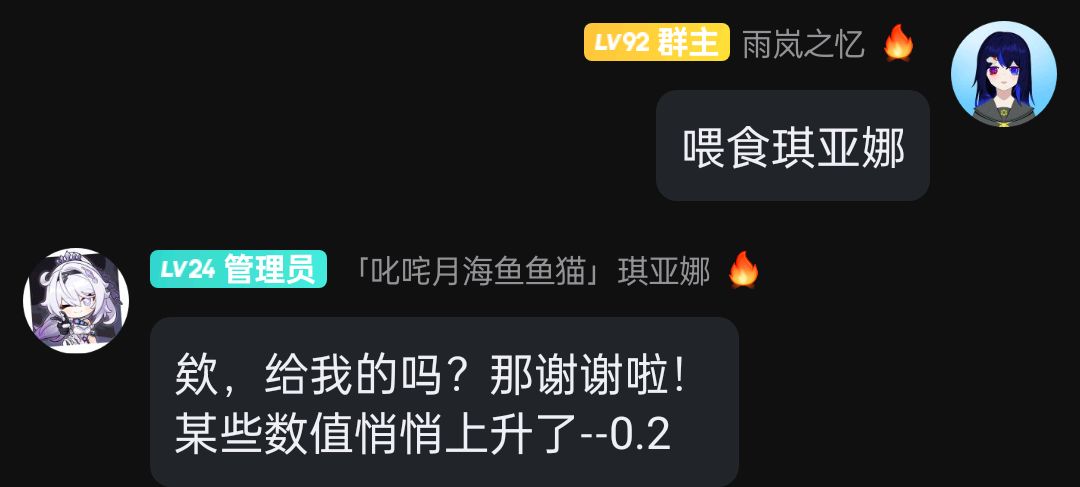 LV92 群主 雨岚之忆
喂食琪亚娜
LV24 管理员 「叱咤月海鱼鱼猫」琪亚娜
欸，给我的吗？那谢谢啦！
某些数值悄悄上升了--0.2